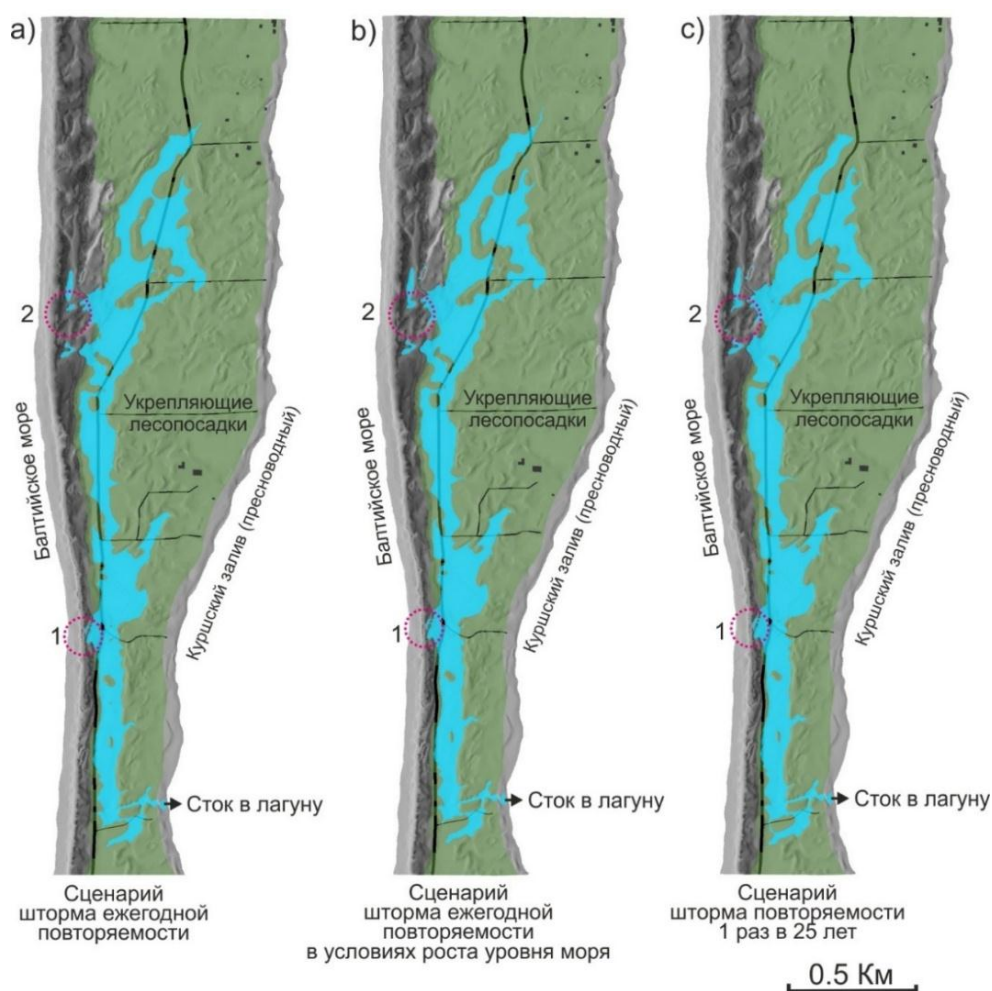 a)
2
Балтийское море
Укрепляющие
лесопосадки
Куршский залив (пресноводный)
1
Сток в лагуну
Сценарий
шторма ежегодной
повторяемости
b)
2
Балтийское море
Укрепляющие
лесопосадки
Куршский залив (пресноводный)
1
Сток в лагуну
Сценарий
шторма ежегодной
повторяемости
в условиях роста уровня моря
c)
2
Балтийское море
Укрепляющие
лесопосадки
Куршский залив (пресноводный)
1
Сток в лагуну
Сценарий
шторма повторяемости
1 раз в 25 лет
0.5 Км